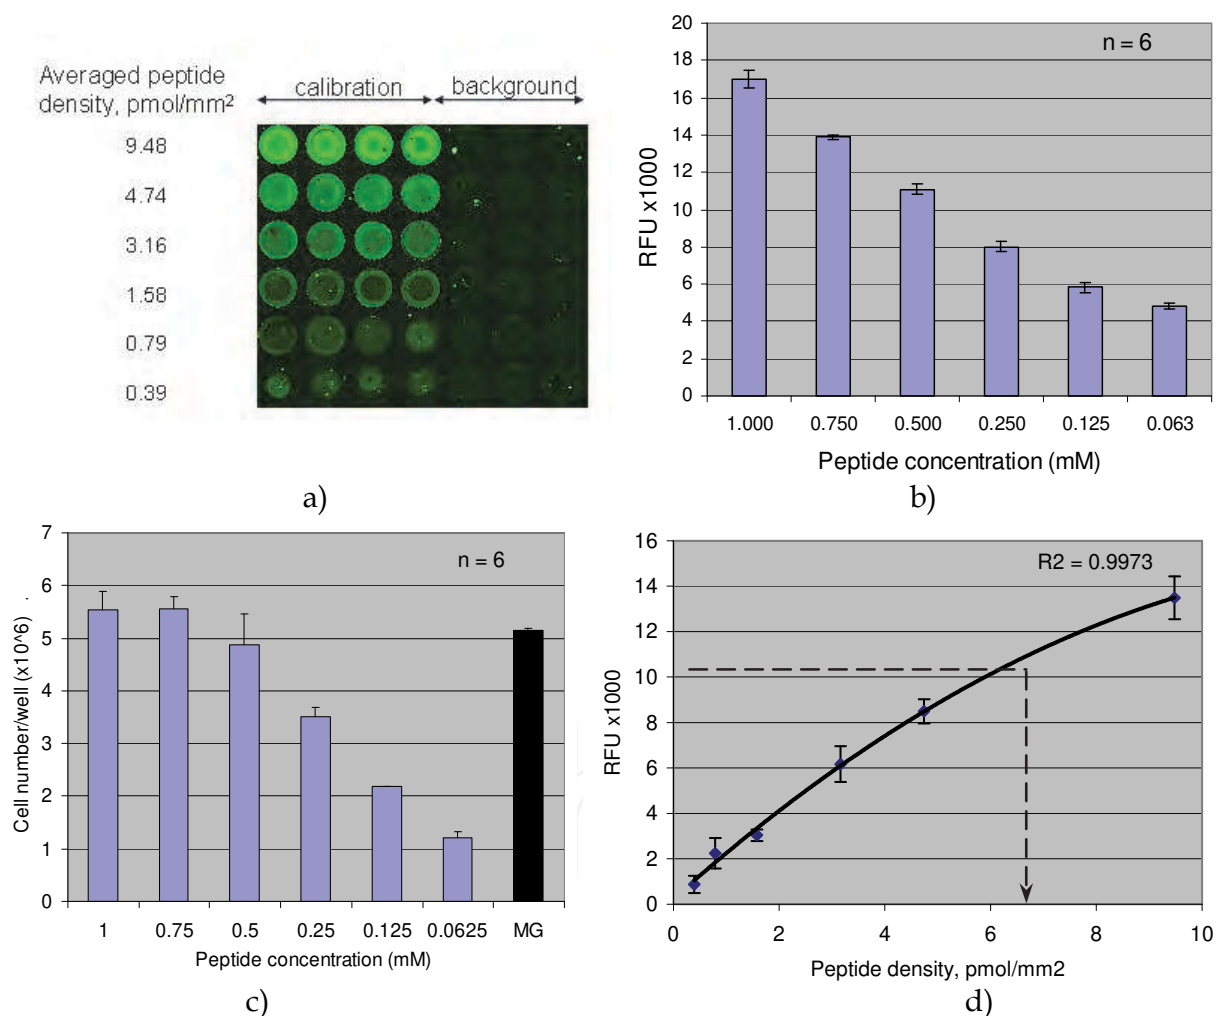 Averaged peptide
density, pmol/mm²
calibration
background
9.48
4.74
3.16
1.58
0.79
0.39
a)
20
18
16
14
12
10
8
6
4
2
0
RFU x1000
n = 6
1.000 0.750 0.500 0.250 0.125 0.063
Peptide concentration (mM)
b)
7
6
5
4
3
2
1
0
Cell number/well (x10^6) .
n = 6
1 0.75 0.5 0.25 0.125 0.0625 MG
Peptide concentration (mM)
c)
16
14
12
10
8
6
4
2
0
RFU x1000
R2 = 0.9973
0 2 4 6 8 10
Peptide density, pmol/mm2
d)